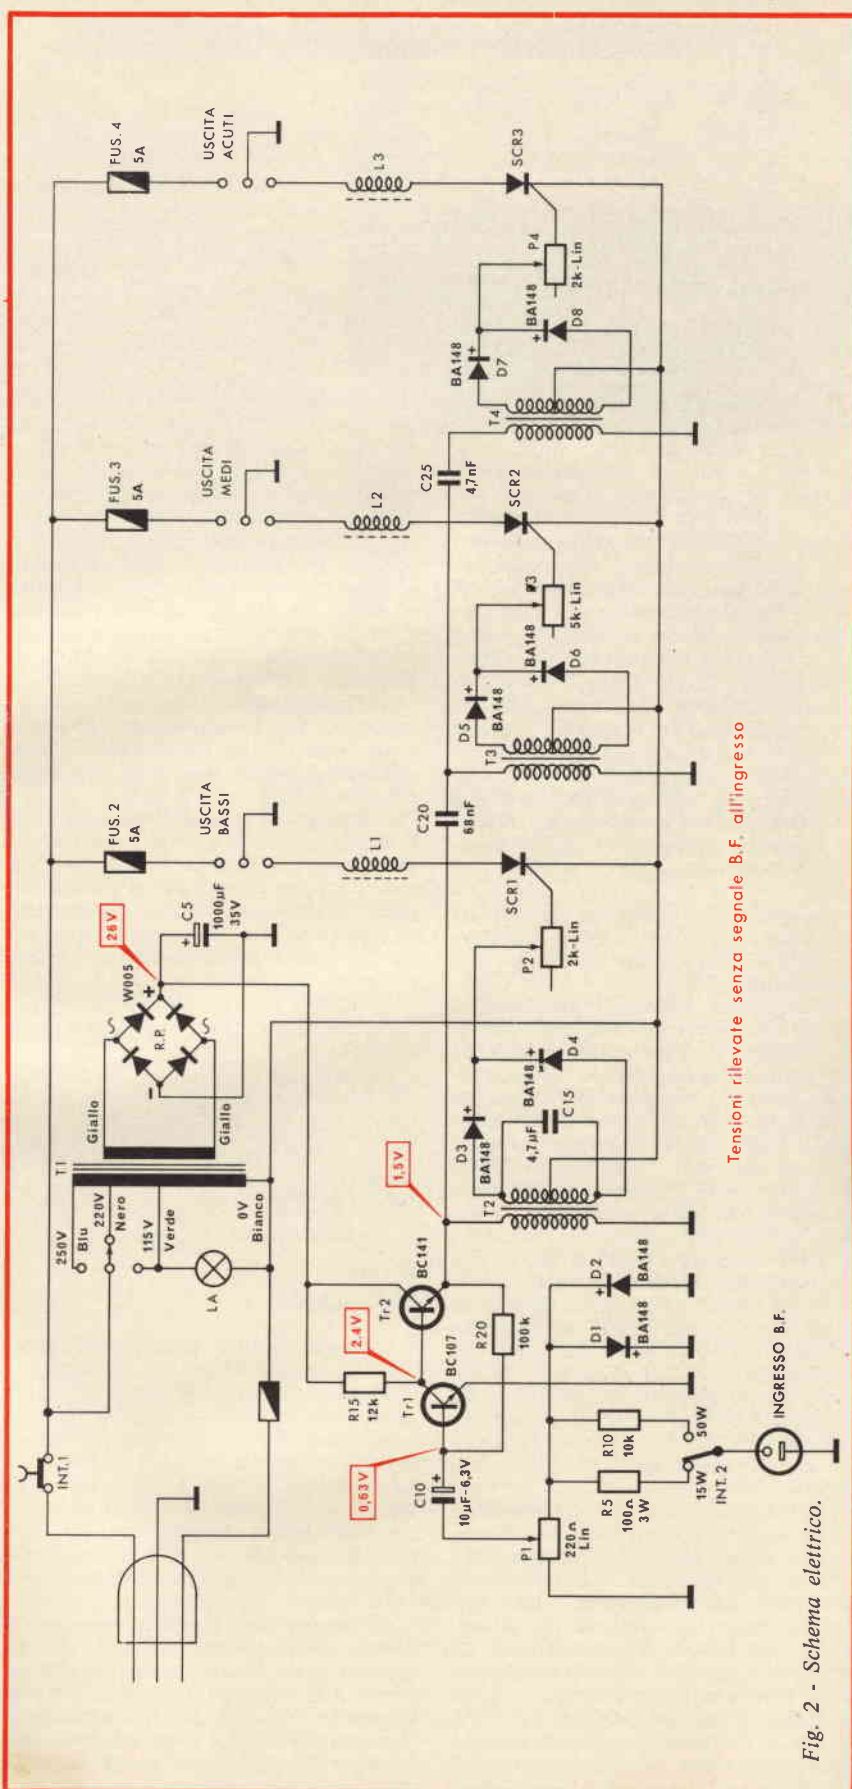 FUS. 4
5A
USCITA
ACUTI
L3
SCR3
P4
2k-Lin
BA148
D8
BA148
D7
T4
C25
4,7nF
FUS.3
5A
USCITA
MEDI
L2
SCR2
5k-Lin
BA148
D6
D5
BA148
T3
C20
68nF
FUS.2
5A
USCITA
BASSI
L1
SCR1
P2
2k-Lin
BA148
D4
D3
BA148
4,7µF
C15
T2
26V
C5
1000µF
35V
W005
R.P.
+
−
Giallo
Giallo
T1
250V
Blu
220V
Nero
115V
Verde
0V
Bianco
LA
INT.1
1,5V
BC141
Tr2
2.4V
BC107
Tr1
R15
12k
R20
100k
0,63V
C10
10µF-6,3V
P1
220Ω
Lin
D2
BA148
D1
BA148
R10
10k
R5
100Ω
3W
50W
15W
INT. 2
INGRESSO B.F.
Tensioni rilevate senza segnale B.F. all'ingresso
Fig. 2 - Schema elettrico.